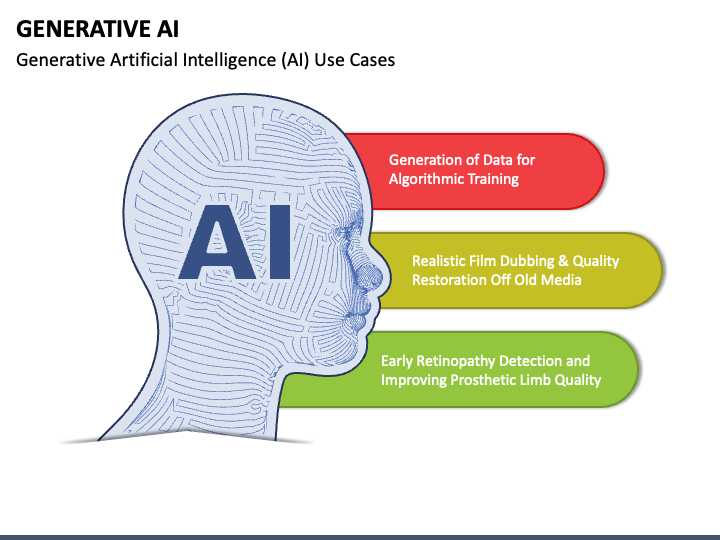 GENERATIVE AI
Generative Artificial Intelligence (AI) Use Cases
Generation of Data for
Algorithmic Training
AI
Realistic Film Dubbing & Quality
Restoration Off Old Media
Early Retinopathy Detection and
Improving Prosthetic Limb Quality